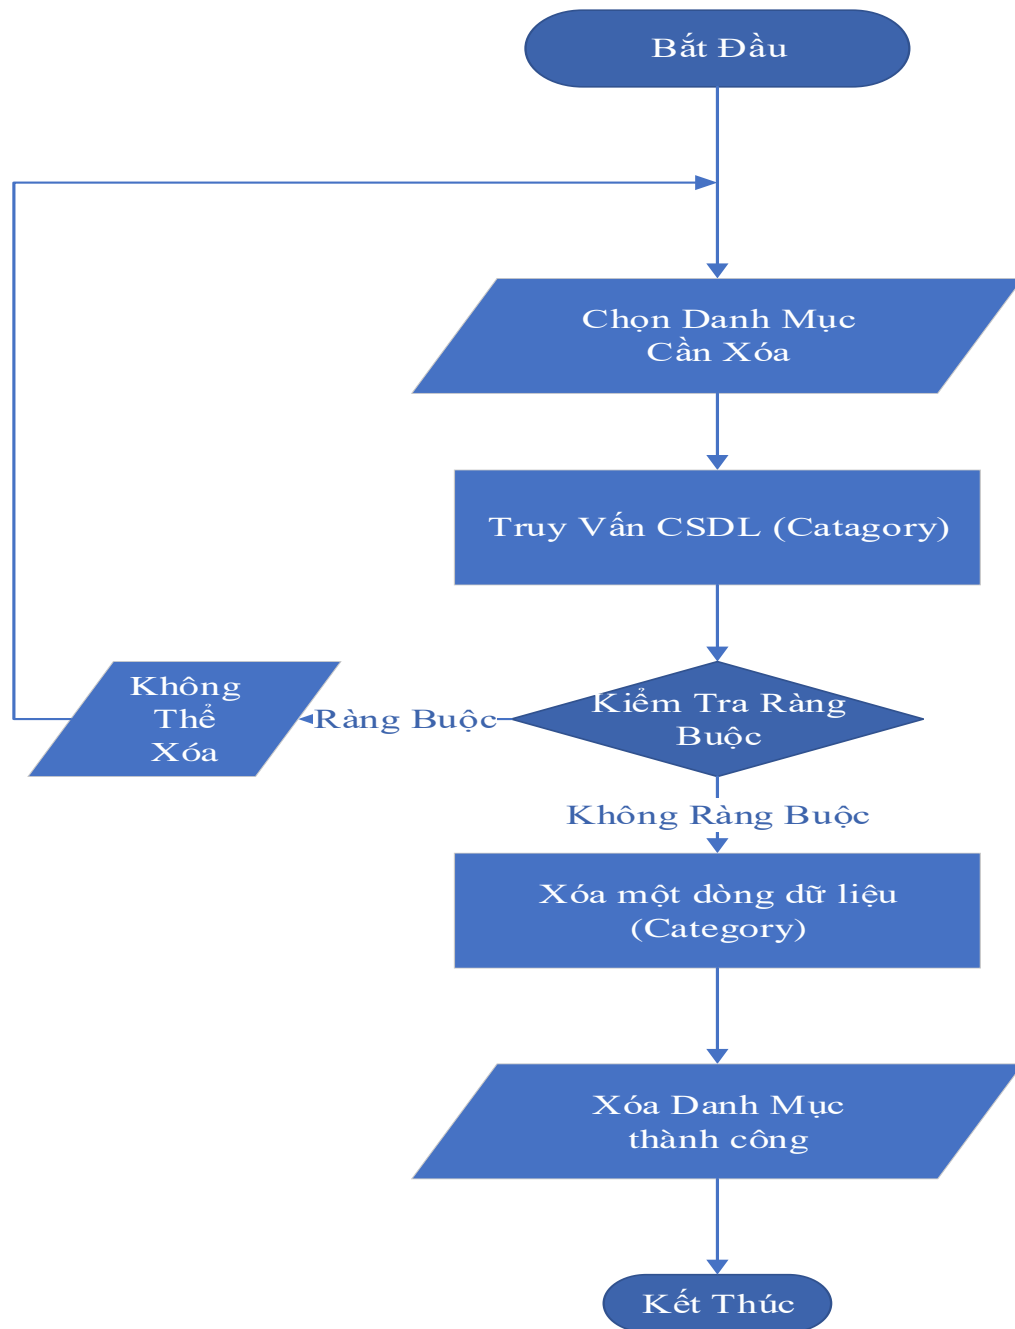 Bắt Đầu
Chọn Danh Mục
Cần Xóa
Truy Vấn CSDL (Catagory)
Kiểm Tra Ràng
Buộc
Ràng Buộc
Không
Thể
Xóa
Không Ràng Buộc
Xóa một dòng dữ liệu
(Category)
Xóa Danh Mục
thành công
Kết Thúc